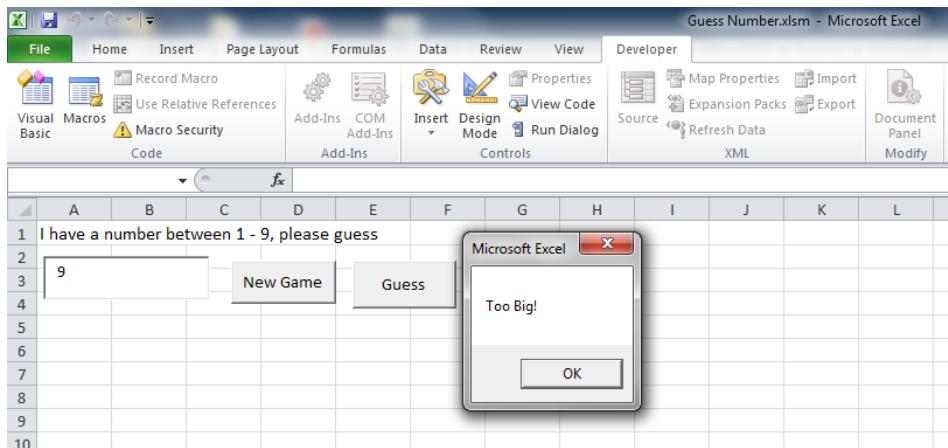 Guess Number.xlsm - Microsoft Excel
File Home Insert Page Layout Formulas Data Review View Developer
Visual Basic
Macros
Record Macro
Use Relative References
Macro Security
Code
Add-Ins
COM Add-Ins
Add-Ins
Insert
Design Mode
Properties
View Code
Run Dialog
Controls
Source
Map Properties
Expansion Packs
Refresh Data
Import
Export
XML
Document Panel
Modify
fx
A B C D E F G H I J K L
1 I have a number between 1 - 9, please guess
2
3
4
5
6
7
8
9
10
9
New Game
Guess
Microsoft Excel
Too Big!
OK